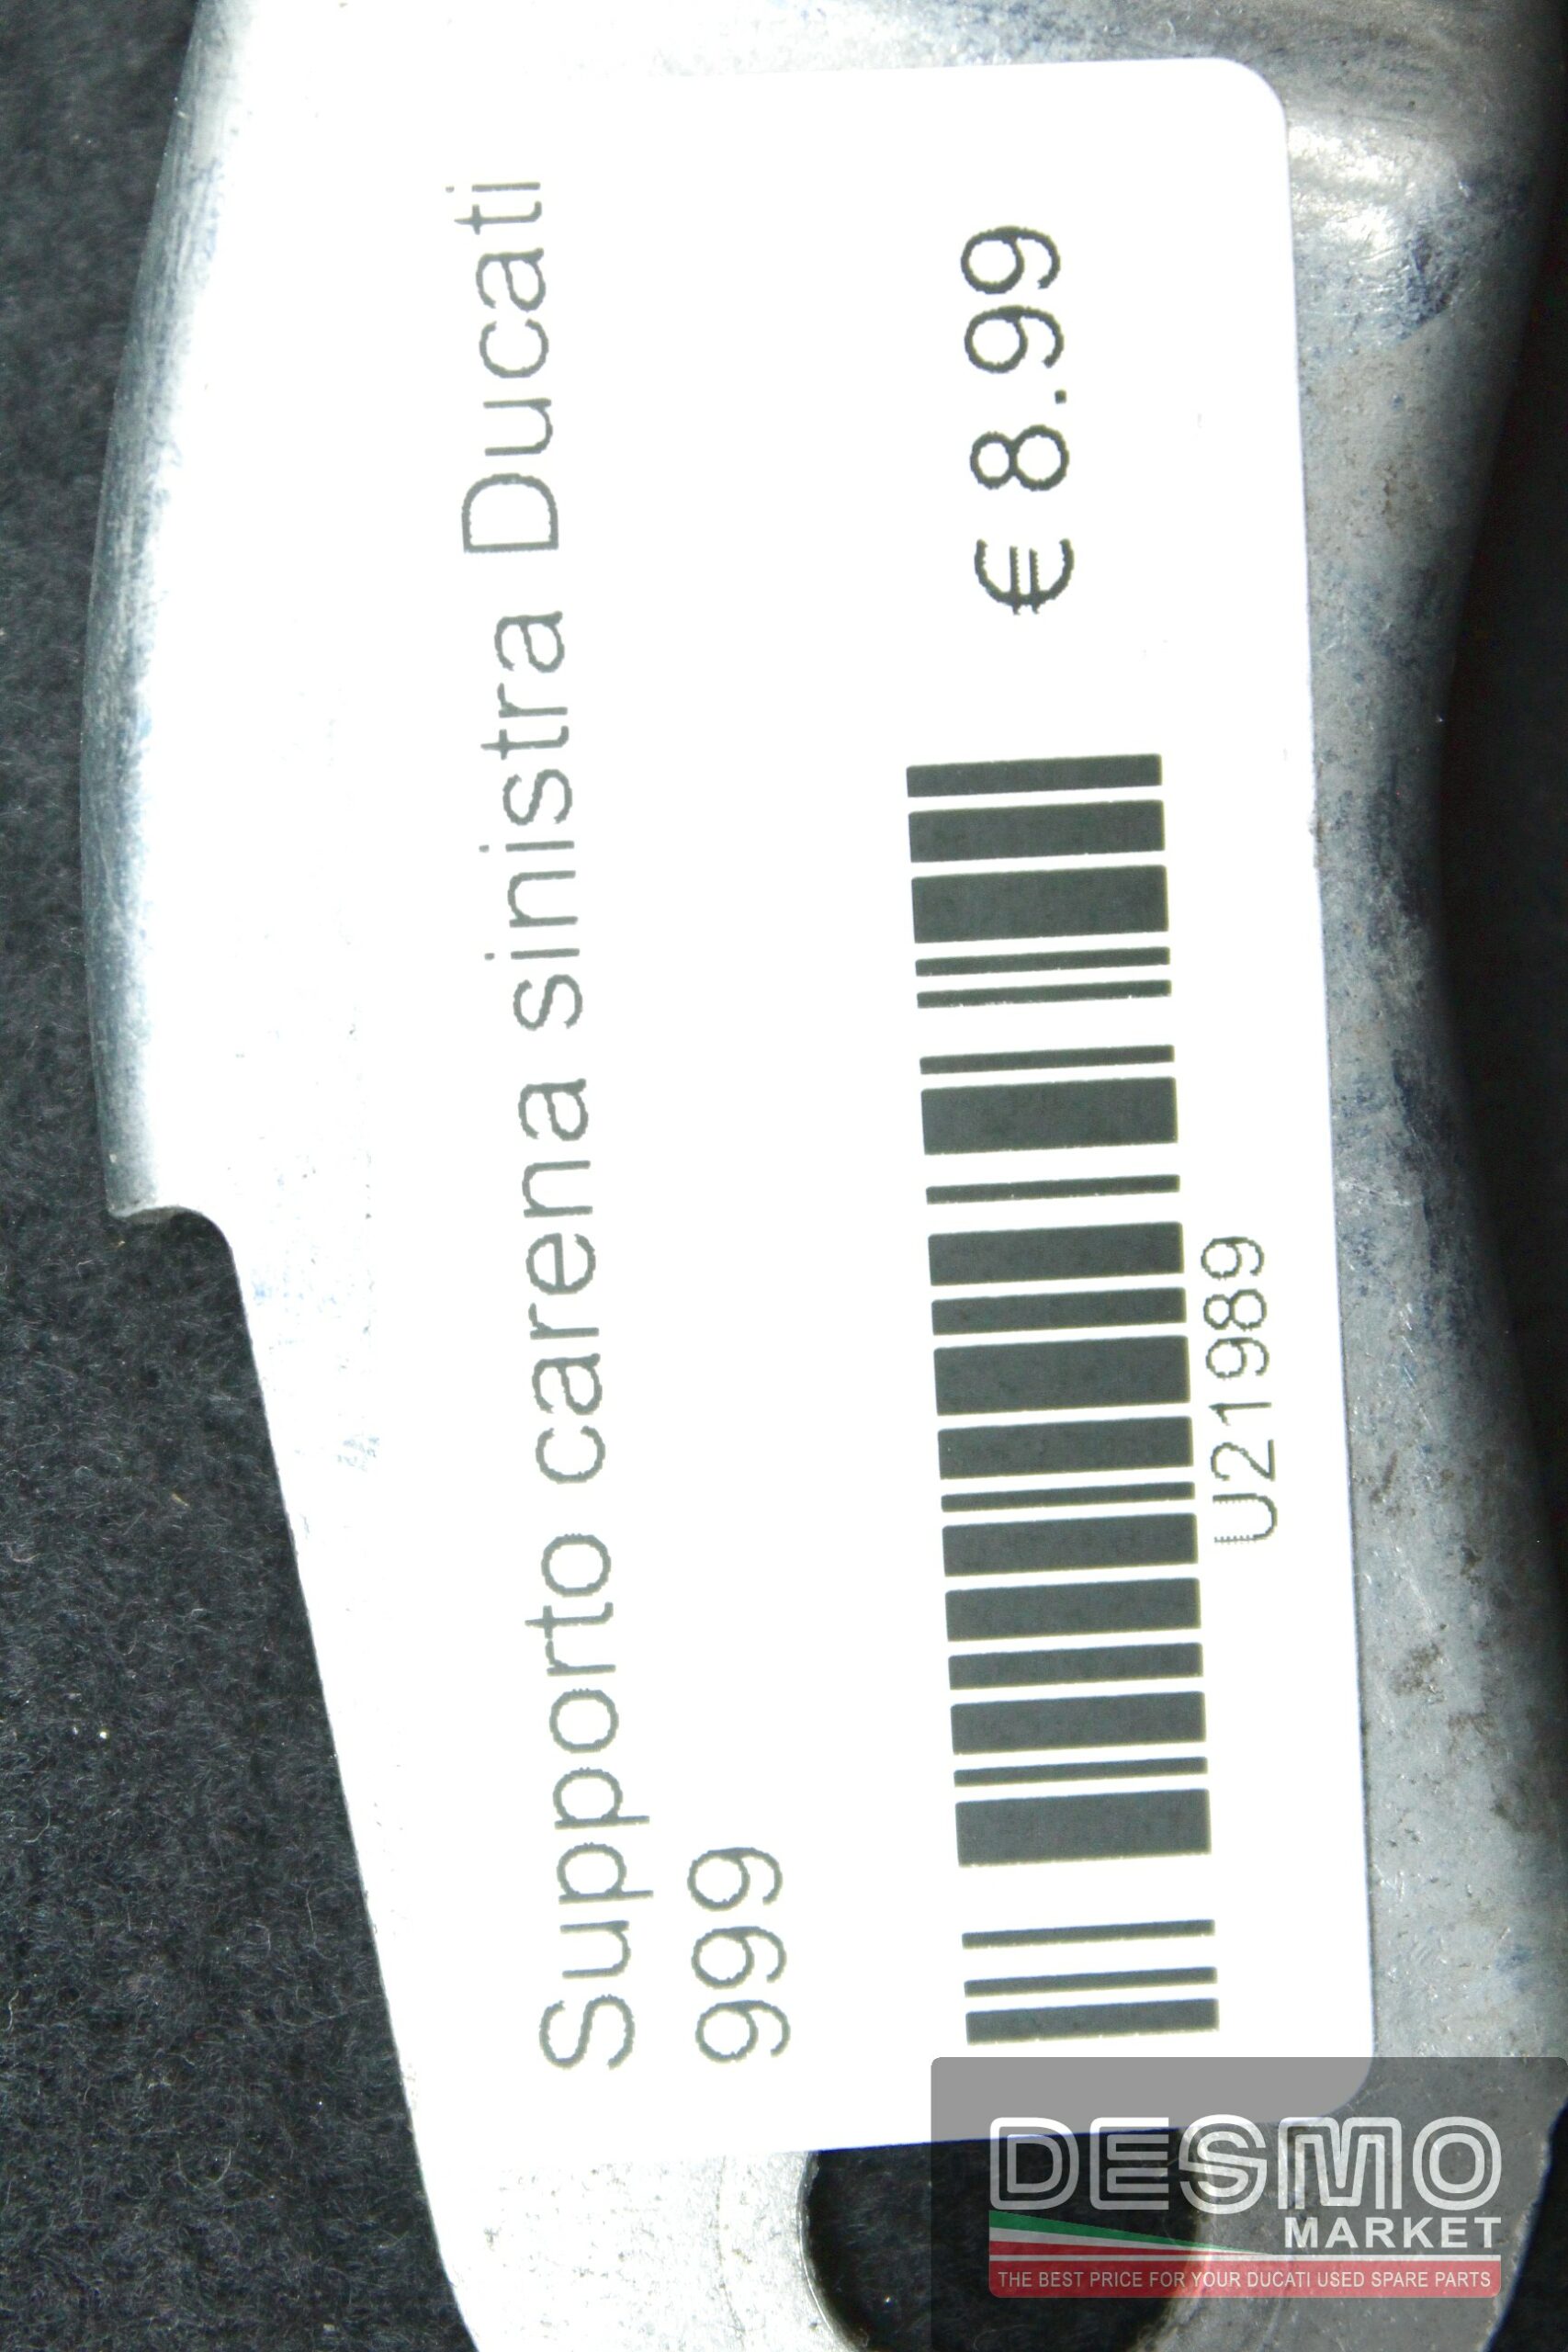 Supporto carena sinistra Ducati
999
€ 8.99
U21989
DESMO
MARKET
THE BEST PRICE FOR YOUR DUCATI USED SPARE PARTS